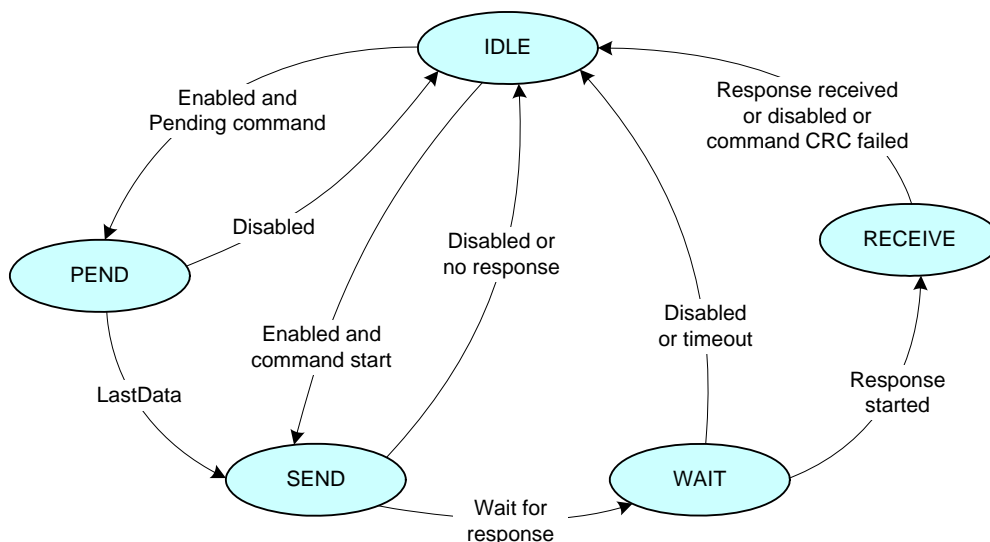 IDLE
Enabled and
Pending command
Response received
or disabled or
command CRC failed
Disabled
Disabled or
no response
RECEIVE
PEND
Enabled and
command start
Disabled
or timeout
LastData
Response
started
SEND
WAIT
Wait for
response